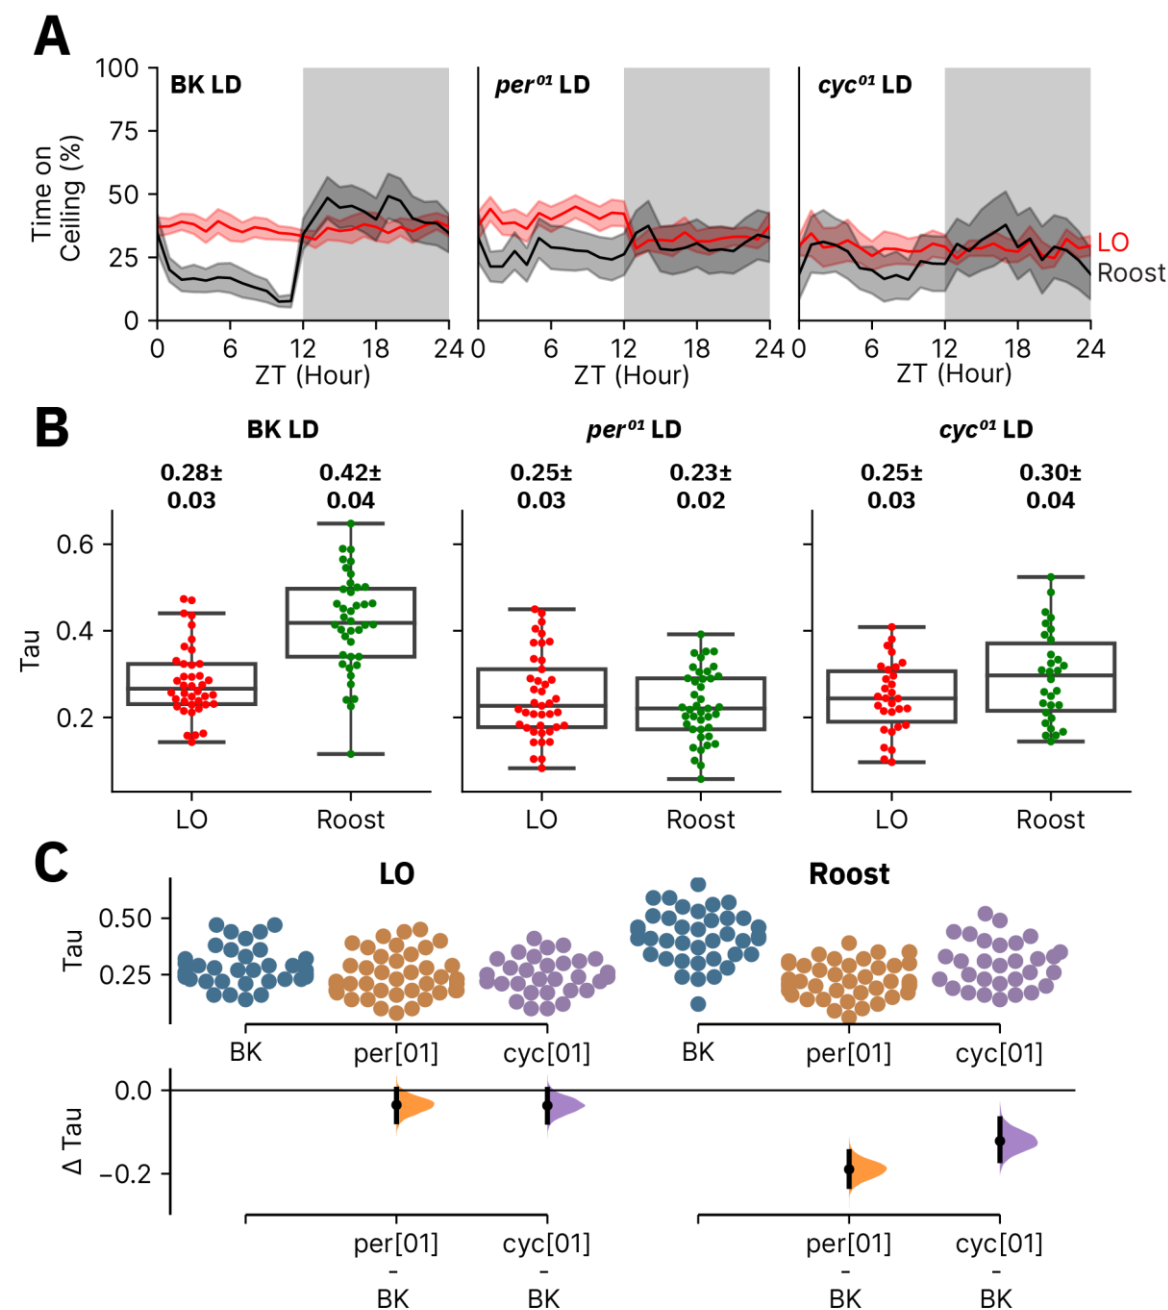 A
BK LD
per⁰¹ LD
cyc⁰¹ LD
Time on
Ceiling (%)
100
75
50
25
0
LO
Roost
0 6 12 18 24
0 6 12 18 24
0 6 12 18 24
ZT (Hour)
ZT (Hour)
ZT (Hour)
B
BK LD
per⁰¹ LD
cyc⁰¹ LD
0.28±
0.03
0.42±
0.04
0.25±
0.03
0.23±
0.02
0.25±
0.03
0.30±
0.04
Tau
0.6
0.4
0.2
LO Roost
LO Roost
LO Roost
C
LO
Roost
Tau
0.50
0.25
BK per[01] cyc[01] BK per[01] cyc[01]
Δ Tau
0.0
−0.2
per[01]
-
BK
cyc[01]
-
BK
per[01]
-
BK
cyc[01]
-
BK